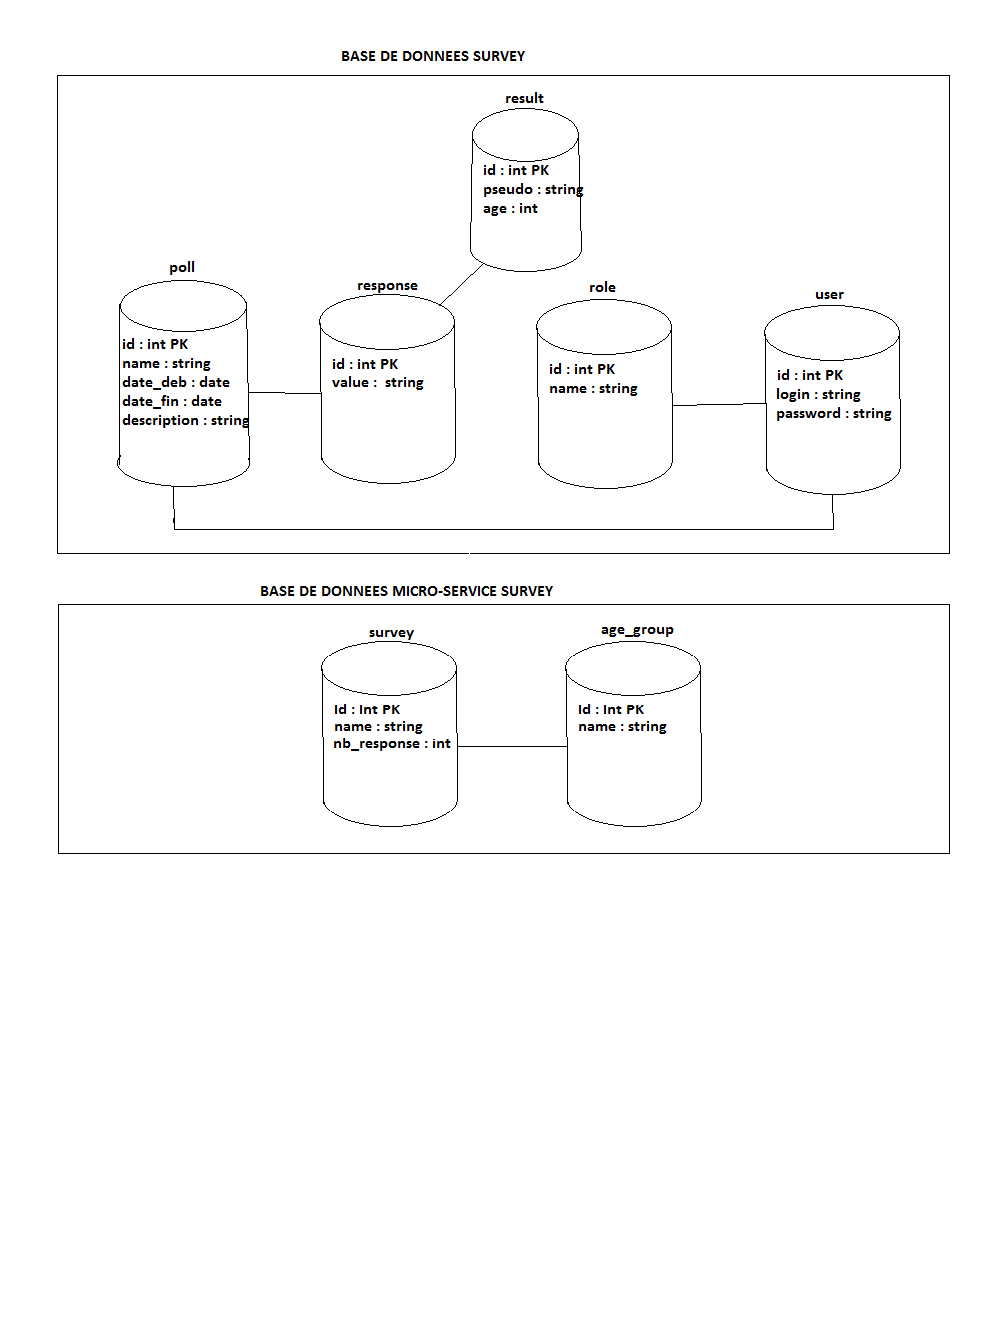 BASE DE DONNEES SURVEY
result
id : int PK
pseudo : string
age : int
poll
id : int PK
name : string
date_deb : date
date_fin : date
description : string
response
id : int PK
value :  string
role
id : int PK
name : string
user
id : int PK
login : string
password : string
BASE DE DONNEES MICRO-SERVICE SURVEY
survey
id : int PK
name : string
nb_response : int
age_group
id : int PK
name : string